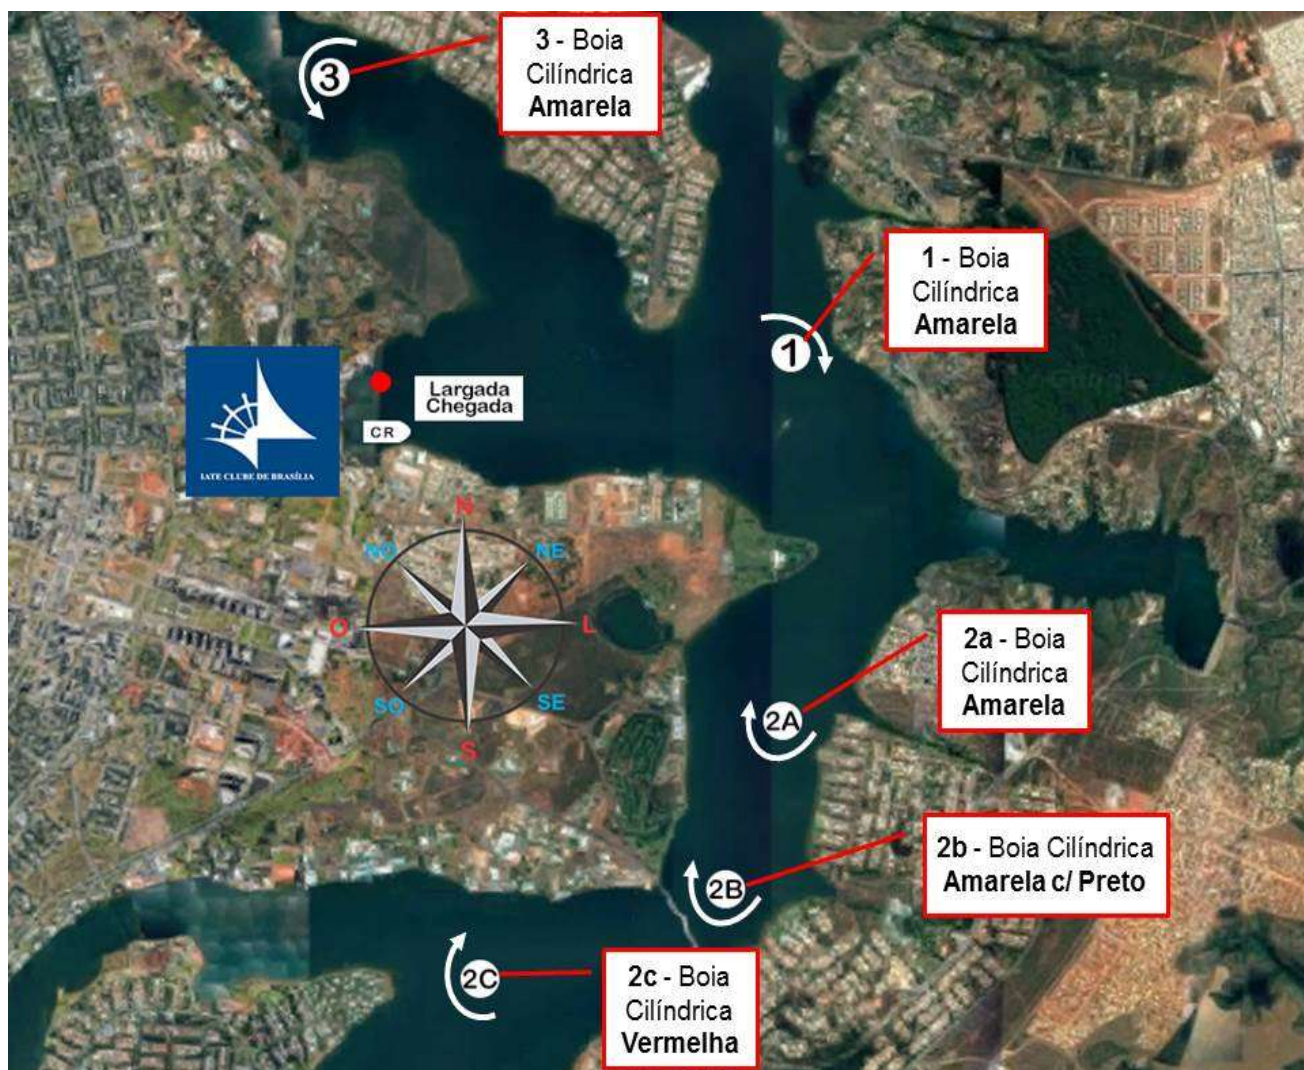 3
3 - Boia
Cilíndrica
Amarela
1 - Boia
Cilíndrica
Amarela
1
Largada
Chegada
CR
IATE CLUBE DE BRASÍLIA
N
NO
NE
O
L
SO
SE
S
2a - Boia
Cilíndrica
Amarela
2A
2b - Boia Cilíndrica
Amarela c/ Preto
2B
2C
2c - Boia
Cilíndrica
Vermelha